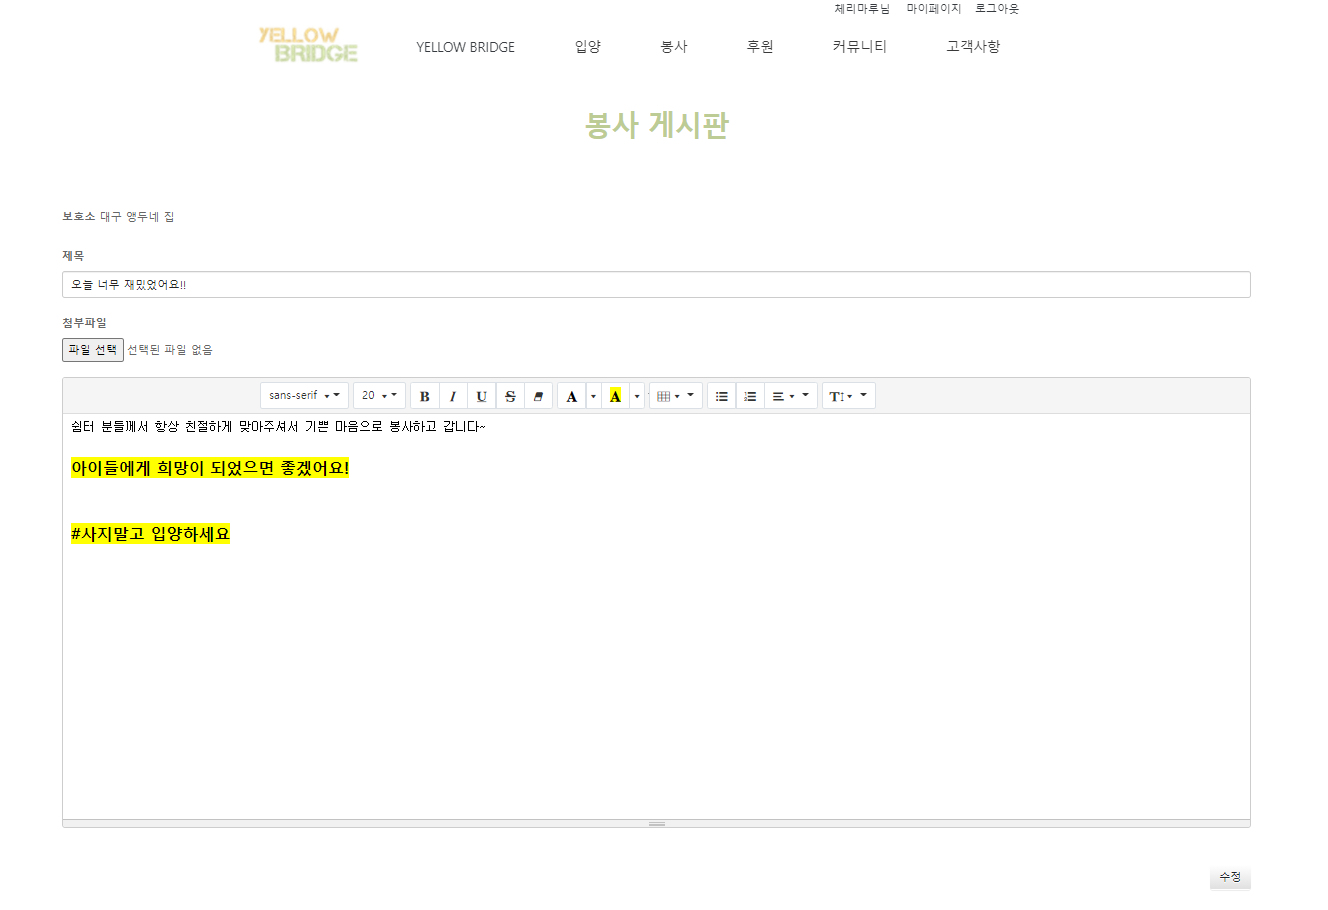 체리마루님 마이페이지 로그아웃
YELLOW
BRIDGE
YELLOW BRIDGE 입양 봉사 후원 커뮤니티 고객사항
봉사 게시판
보호소 대구 앵두네 집
제목
오늘 너무 재밌었어요!!
첨부파일
파일 선택 선택된 파일 없음
sans-serif 20 B I U S A A T
쉼터 분들께서 항상 친절하게 맞아주셔서 기쁜 마음으로 봉사하고 갑니다~
아이들에게 희망이 되었으면 좋겠어요!
#사지말고 입양하세요
수정